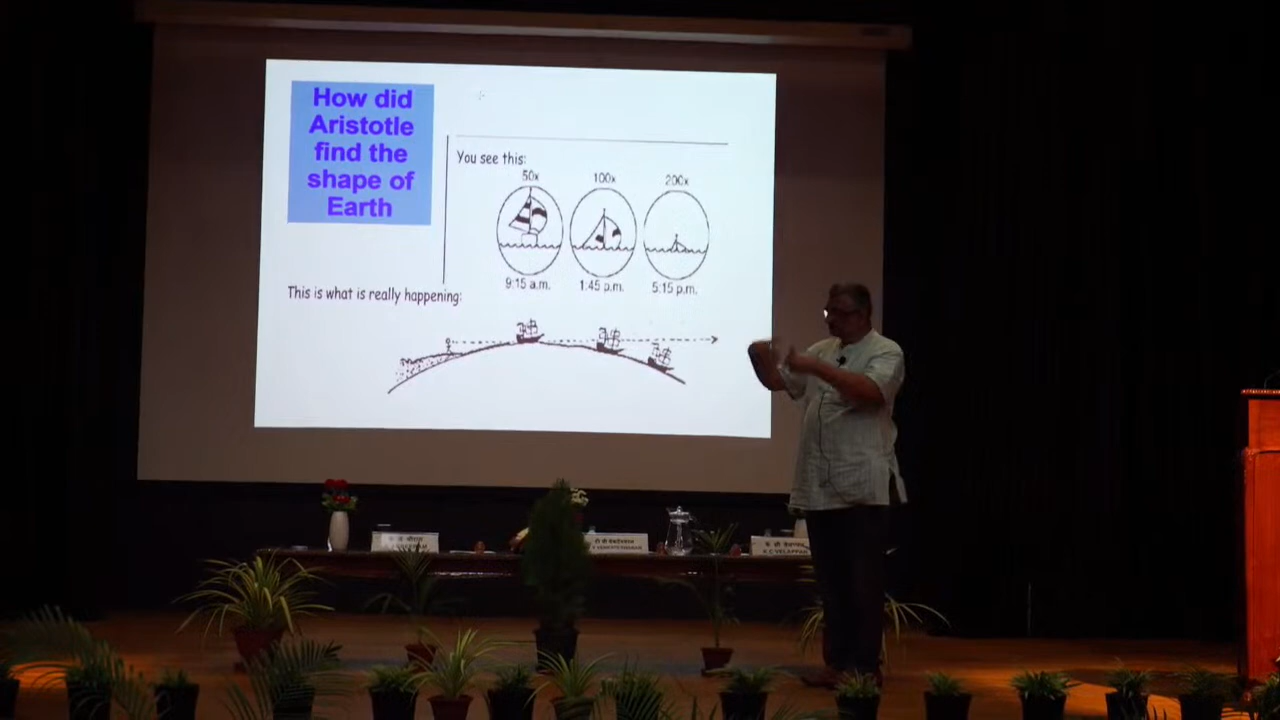 How did
Aristotle
find the
shape of
Earth
You see this:
50x 100x 200x
9:15 a.m. 1:45 p.m. 5:15 p.m.
This is what is really happening:
K C VELAPPAN